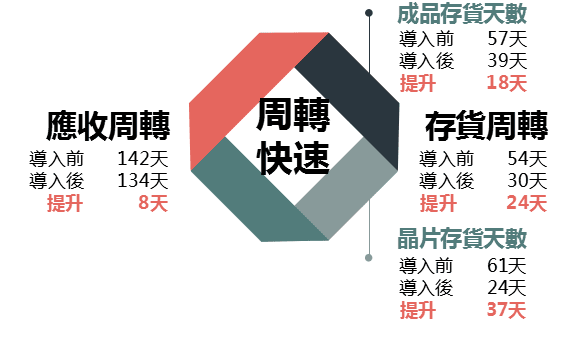 成品存貨天數
導入前 57天
導入後 39天
提升 18天
周轉
快速
應收周轉
導入前 142天
導入後 134天
提升 8天
存貨周轉
導入前 54天
導入後 30天
提升 24天
晶片存貨天數
導入前 61天
導入後 24天
提升 37天